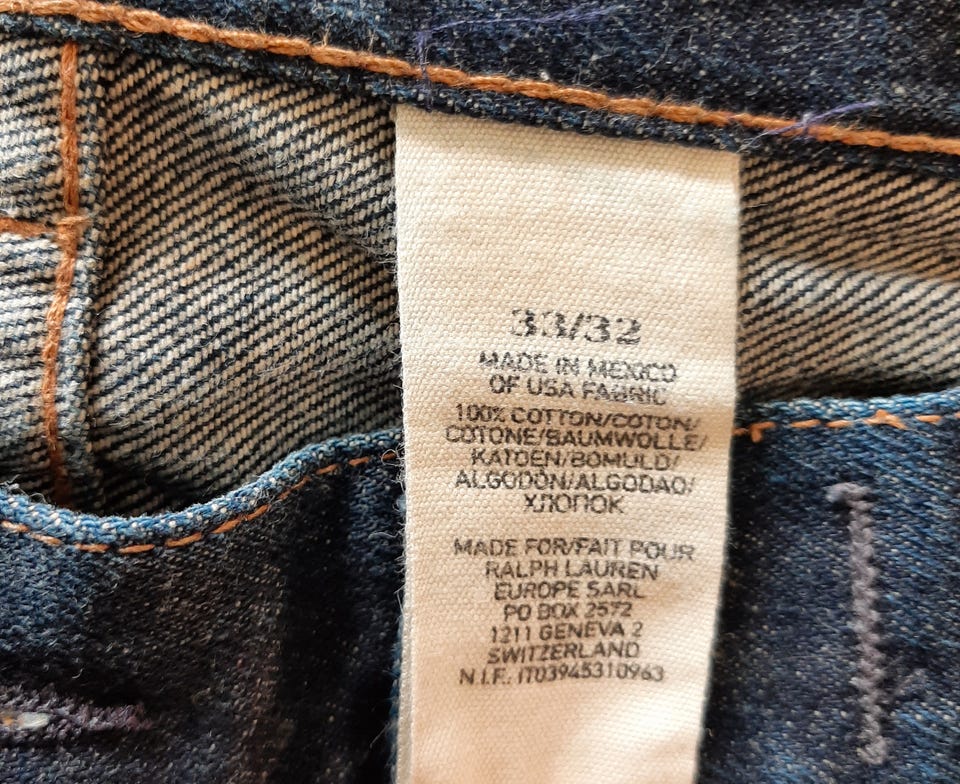 33/32
MADE IN MEXICO
OF USA FABRIC
100% COTTON/COTON/
COTONE/BAUMWOLLE/
KATOEN/BOMULD/
ALGODON/ALGODAO/
ХЛОПОК
MADE FOR/FAIT POUR
RALPH LAUREN
EUROPE SARL
PO BOX 2572
1211 GENEVA 2
SWITZERLAND
N.I.F. IT03945310963